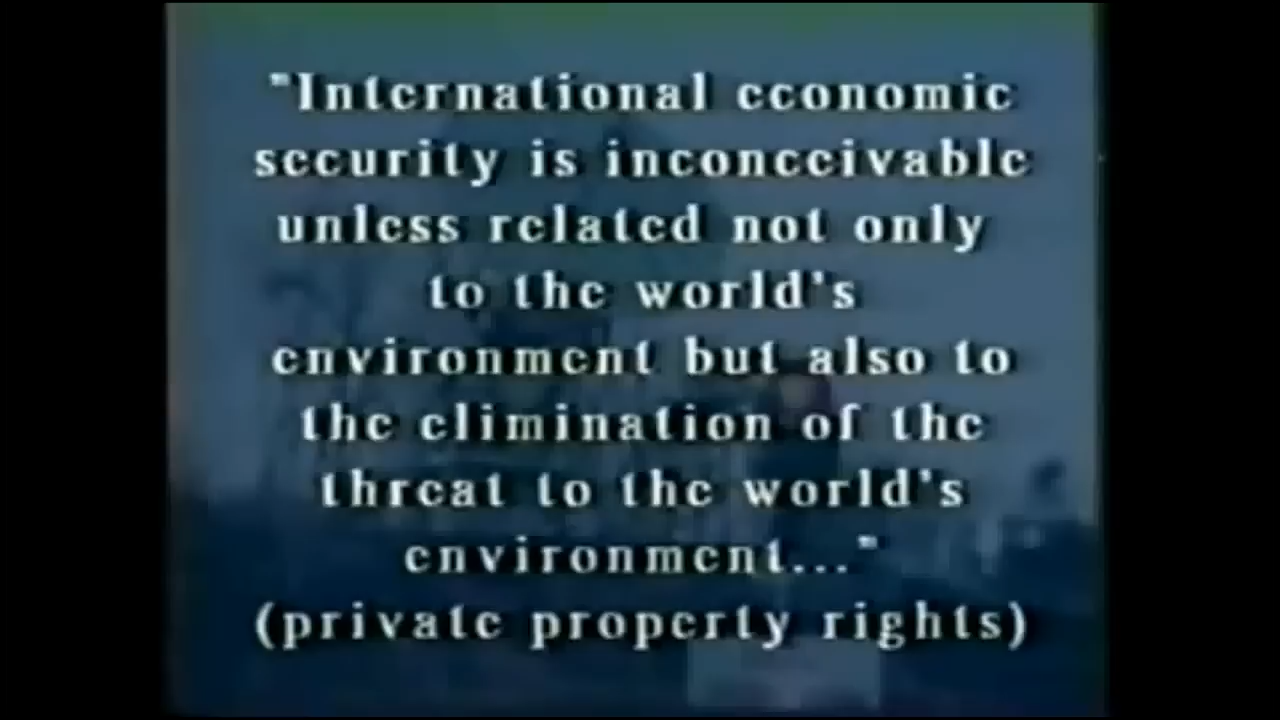 "International economic
security is inconceivable
unless related not only
to the world's
environment but also to
the elimination of the
threat to the world's
environment..."
(private property rights)